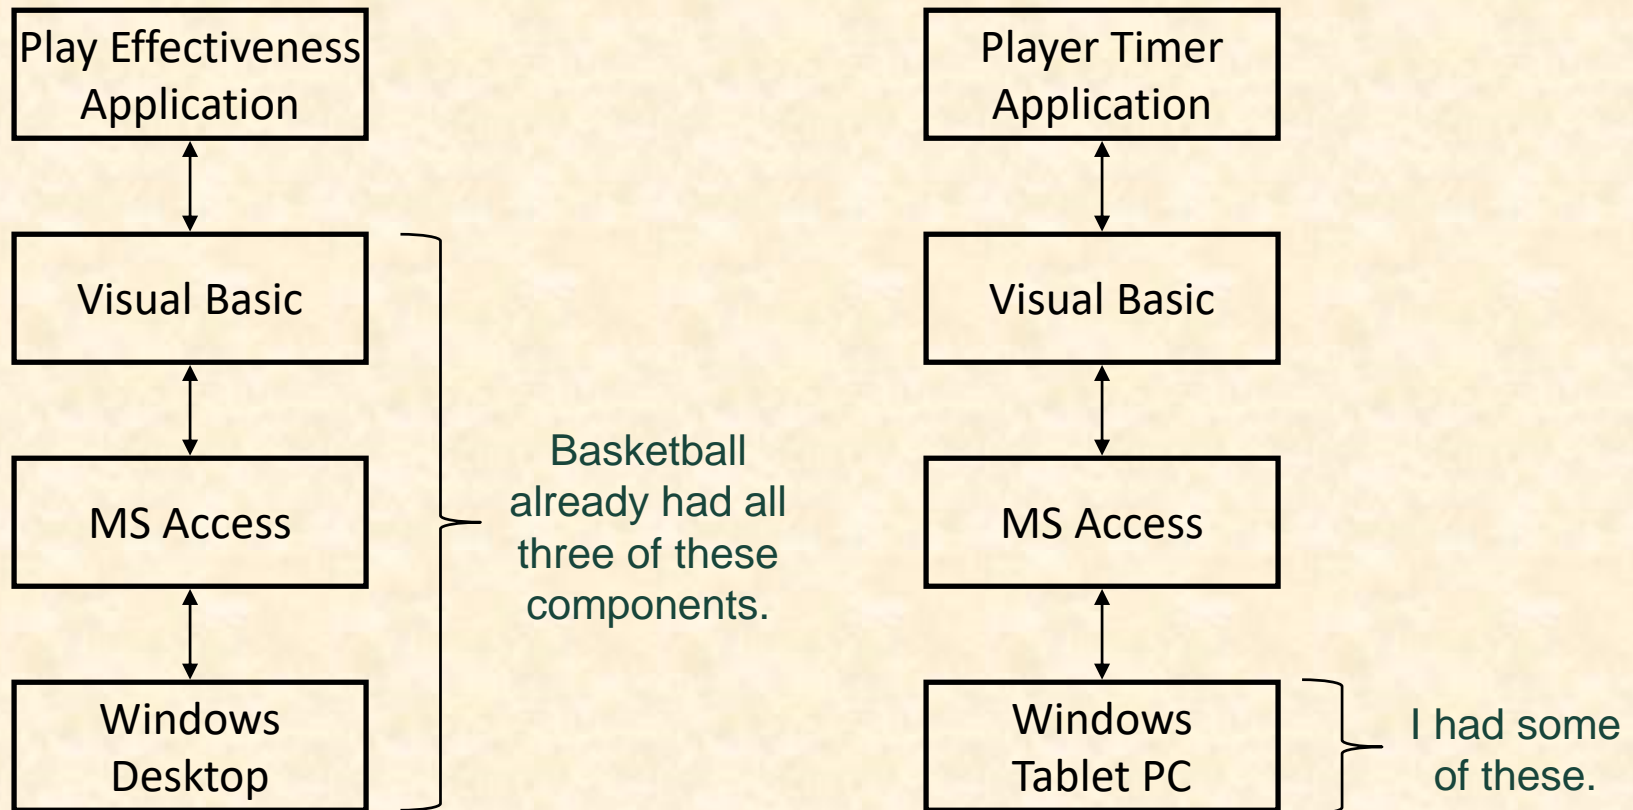 Play Effectiveness
Application
Visual Basic
MS Access
Windows
Desktop
Basketball
already had all
three of these
components.
Player Timer
Application
Visual Basic
MS Access
Windows
Tablet PC
I had some
of these.